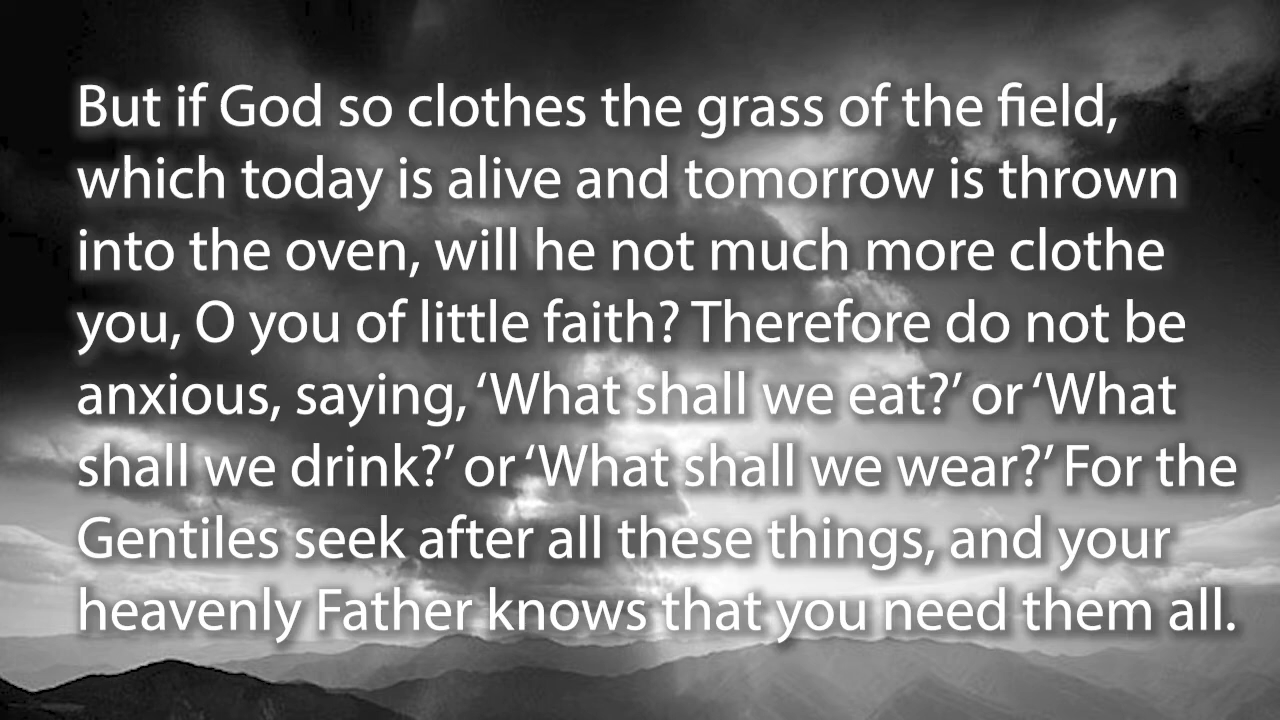 But if God so clothes the grass of the field,
which today is alive and tomorrow is thrown
into the oven, will he not much more clothe
you, O you of little faith? Therefore do not be
anxious, saying, ‘What shall we eat?’ or ‘What
shall we drink?’ or ‘What shall we wear?’ For the
Gentiles seek after all these things, and your
heavenly Father knows that you need them all.